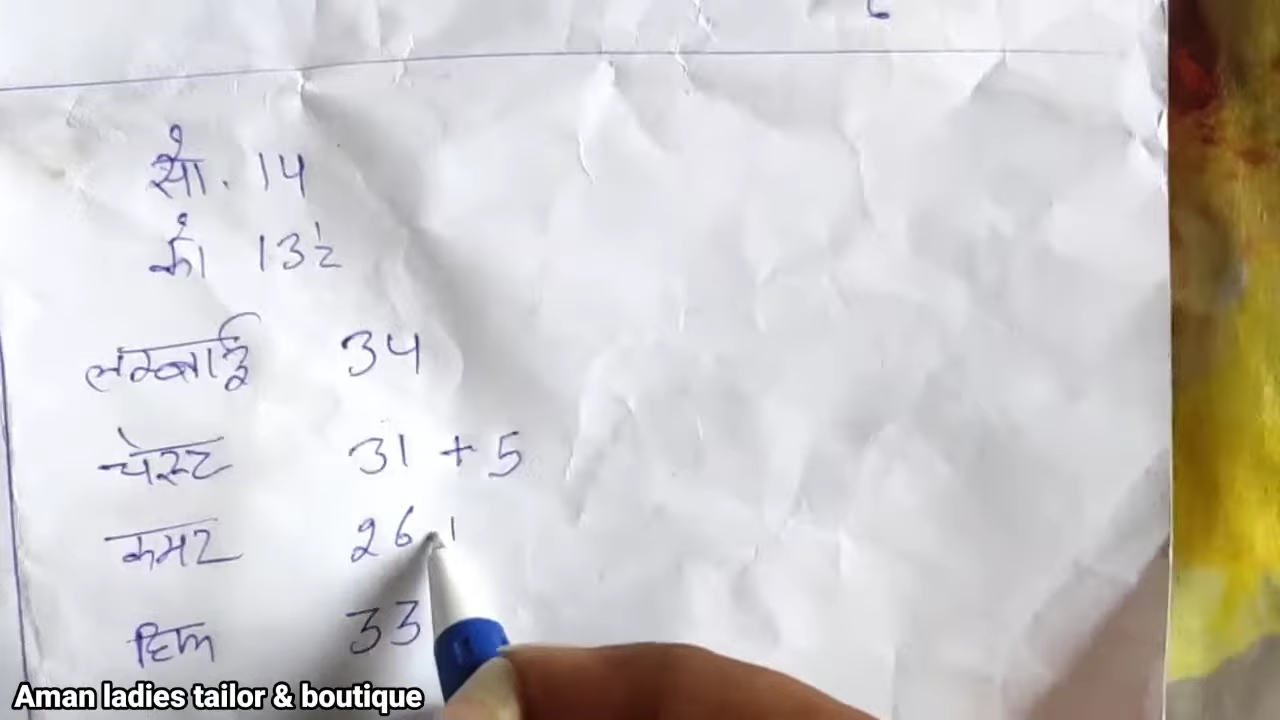 सी. 14
की 13½
लम्बाई 34
चेस्ट 31 + 5
कमर 26
हिप 33
Aman ladies tailor & boutique